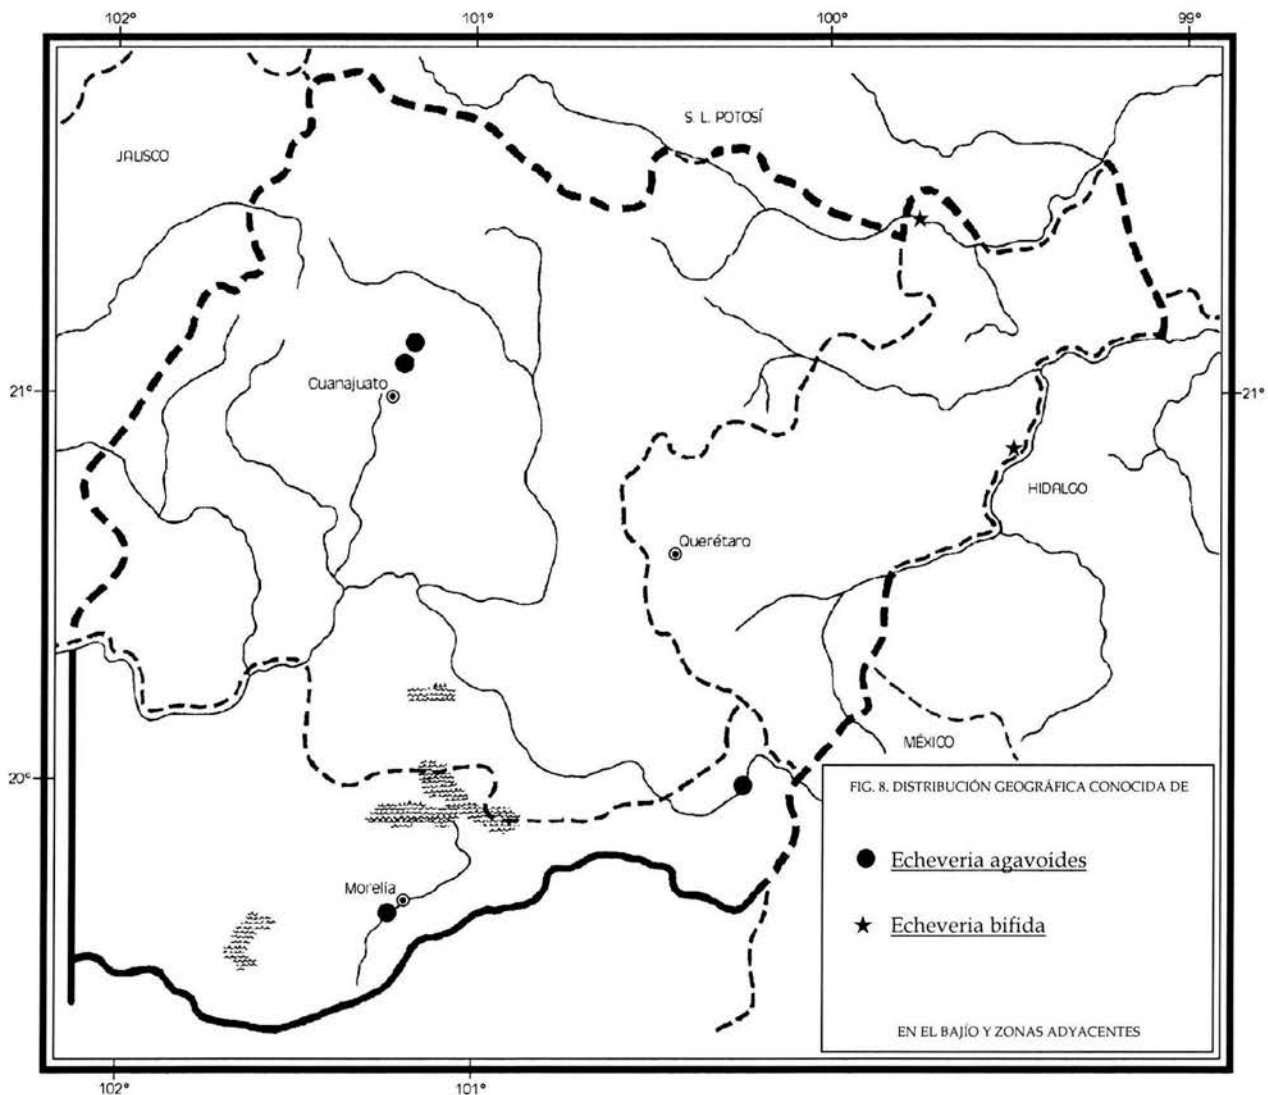 102°
101°
100°
99°
S. L. POTOSÍ
JALISCO
Guanajuato
21°
21°
HIDALGO
Querétaro
MÉXICO
20°
FIG. 8. DISTRIBUCIÓN GEOGRÁFICA CONOCIDA DE
Echeveria agavoides
Morelia
Echeveria bifida
EN EL BAJÍO Y ZONAS ADYACENTES
102°
101°